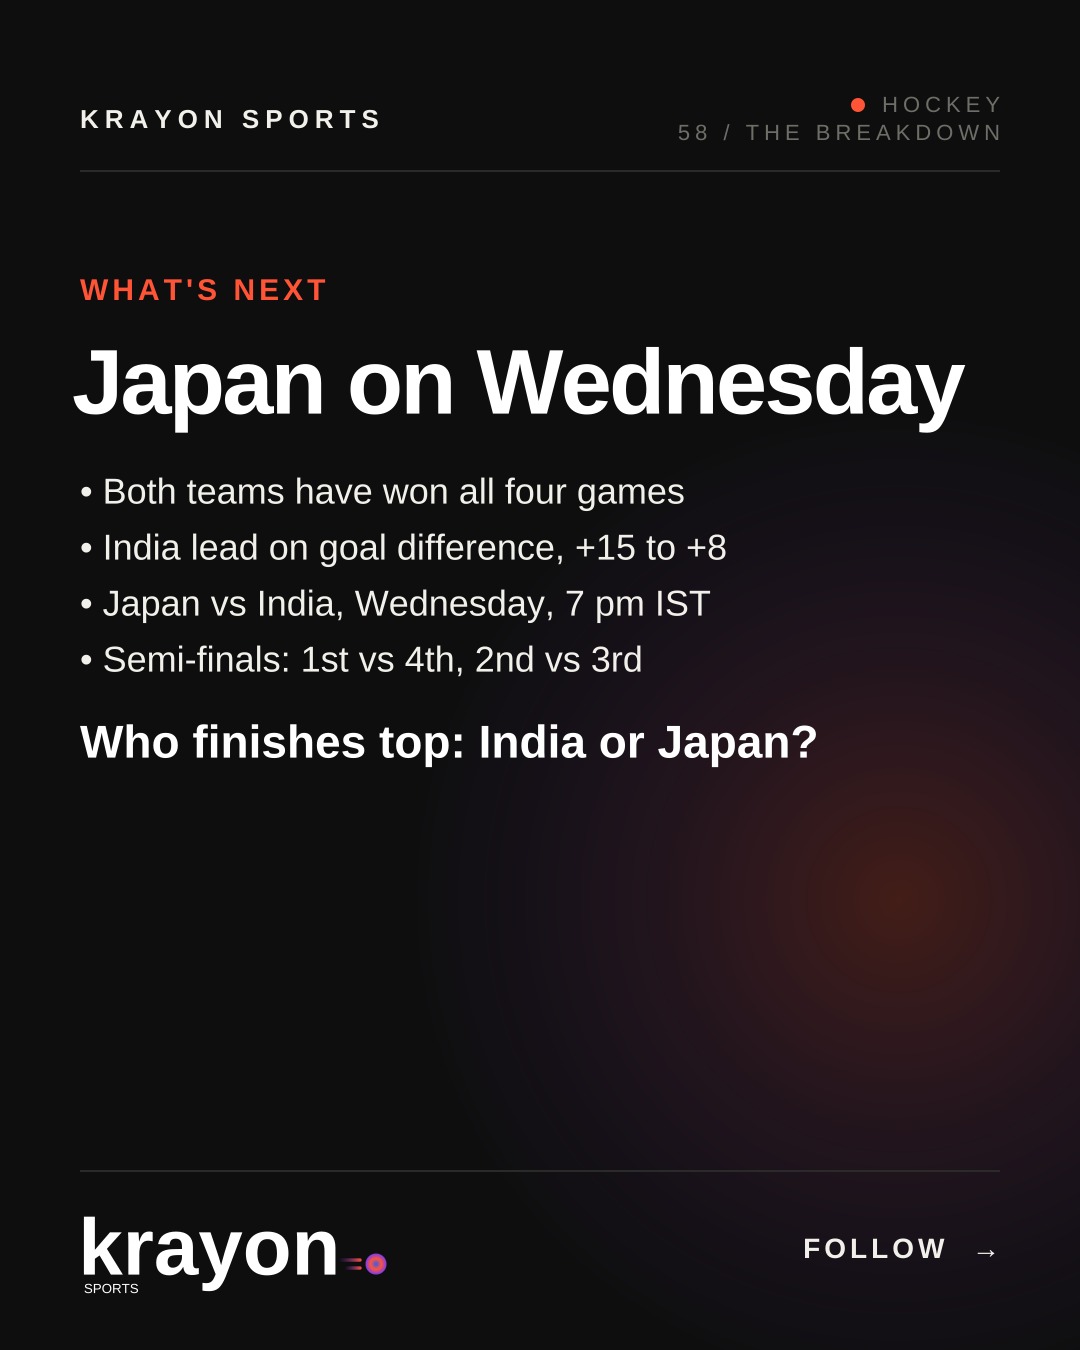 KRAYON SPORTS
HOCKEY
58 / THE BREAKDOWN
WHAT'S NEXT
Japan on Wednesday
• Both teams have won all four games
• India lead on goal difference, +15 to +8
• Japan vs India, Wednesday, 7 pm IST
• Semi-finals: 1st vs 4th, 2nd vs 3rd
Who finishes top: India or Japan?
krayon
SPORTS
FOLLOW →